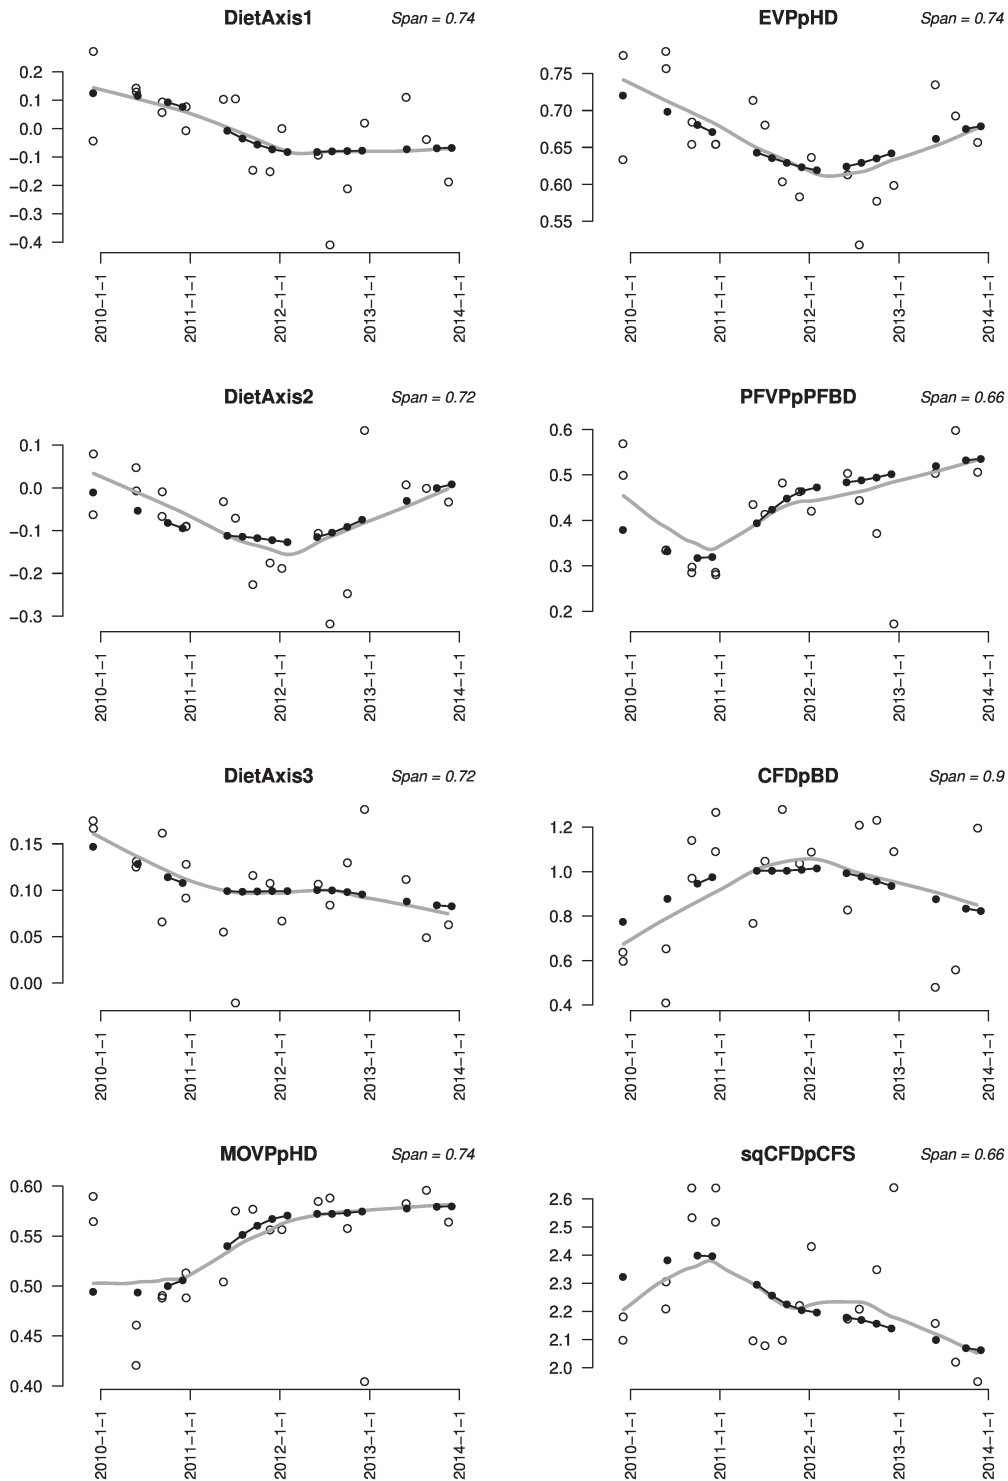 DietAxis1 Span = 0.74
0.2
0.1
0.0
−0.1
−0.2
−0.3
−0.4
2010−1−1 2011−1−1 2012−1−1 2013−1−1 2014−1−1
EVPpHD Span = 0.74
0.75
0.70
0.65
0.60
0.55
2010−1−1 2011−1−1 2012−1−1 2013−1−1 2014−1−1
DietAxis2 Span = 0.72
0.1
0.0
−0.1
−0.2
−0.3
2010−1−1 2011−1−1 2012−1−1 2013−1−1 2014−1−1
PFVPpPFBD Span = 0.66
0.6
0.5
0.4
0.3
0.2
2010−1−1 2011−1−1 2012−1−1 2013−1−1 2014−1−1
DietAxis3 Span = 0.72
0.15
0.10
0.05
0.00
2010−1−1 2011−1−1 2012−1−1 2013−1−1 2014−1−1
CFDpBD Span = 0.9
1.2
1.0
0.8
0.6
0.4
2010−1−1 2011−1−1 2012−1−1 2013−1−1 2014−1−1
MOVPpHD Span = 0.74
0.60
0.55
0.50
0.45
0.40
2010−1−1 2011−1−1 2012−1−1 2013−1−1 2014−1−1
sqCFDpCFS Span = 0.66
2.6
2.5
2.4
2.3
2.2
2.1
2.0
2010−1−1 2011−1−1 2012−1−1 2013−1−1 2014−1−1